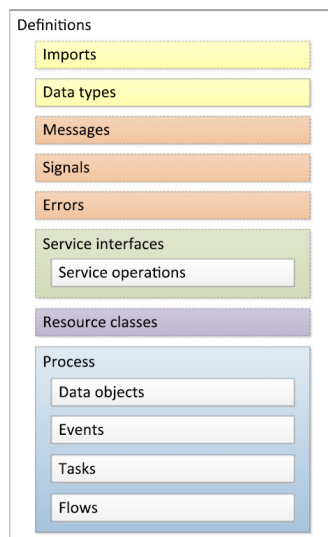 Definitions
Imports
Data types
Messages
Signals
Errors
Service interfaces
Service operations
Resource classes
Process
Data objects
Events
Tasks
Flows